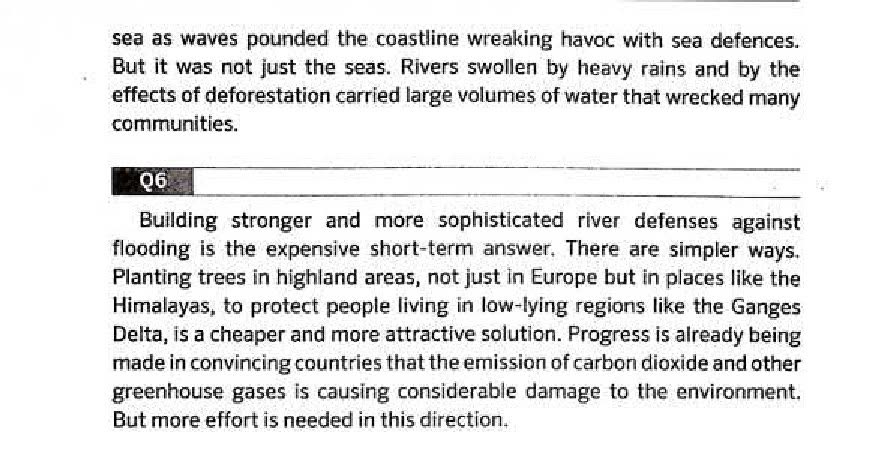 sea as waves pounded the coastline wreaking havoc with sea defences.
But it was not just the seas. Rivers swollen by heavy rains and by the
effects of deforestation carried large volumes of water that wrecked many
communities.
Q6
Building stronger and more sophisticated river defenses against
flooding is the expensive short-term answer. There are simpler ways.
Planting trees in highland areas, not just in Europe but in places like the
Himalayas, to protect people living in low-lying regions like the Ganges
Delta, is a cheaper and more attractive solution. Progress is already being
made in convincing countries that the emission of carbon dioxide and other
greenhouse gases is causing considerable damage to the environment.
But more effort is needed in this direction.